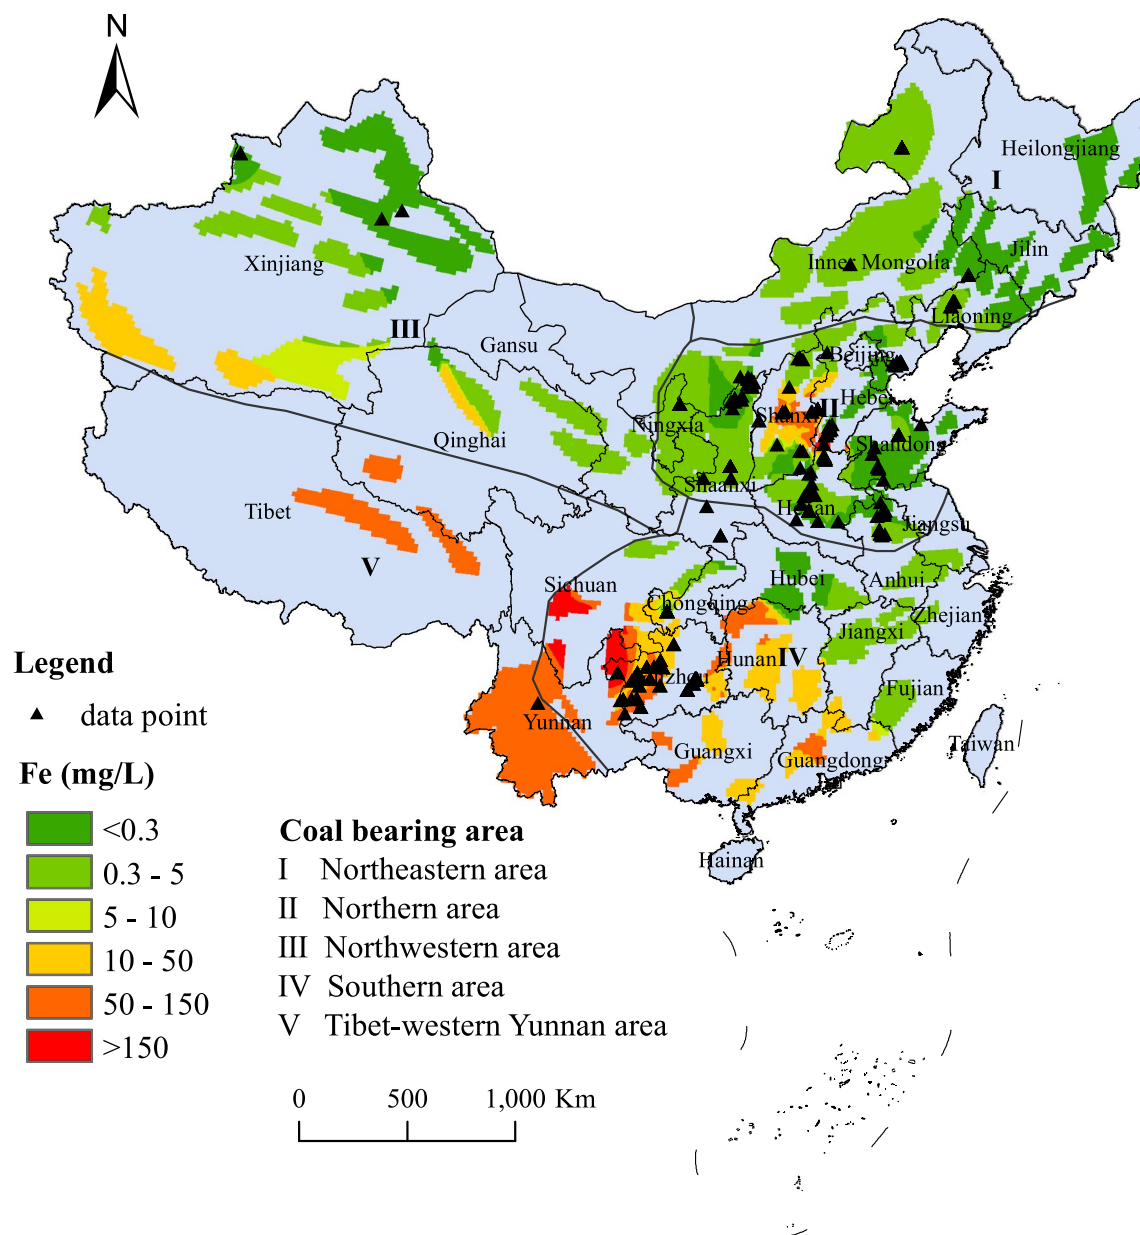 N
Heilongjiang
I
Jilin
Inner Mongolia
Xinjiang
Liaoning
III
Gansu
Beijing
Hebei
II
Shanxi
Ningxia
Qinghai
Shandong
Shaanxi
Tibet
Henan
Jiangsu
V
Sichuan
Hubei
Anhui
Chongqing
Zhejiang
Jiangxi
Hunan
IV
Fujian
Yunnan
Guangxi
Guangdong
Taiwan
Hainan
Legend
data point
Fe (mg/L)
<0.3
0.3 - 5
5 - 10
10 - 50
50 - 150
>150
Coal bearing area
I Northeastern area
II Northern area
III Northwestern area
IV Southern area
V Tibet-western Yunnan area
0 500 1,000 Km